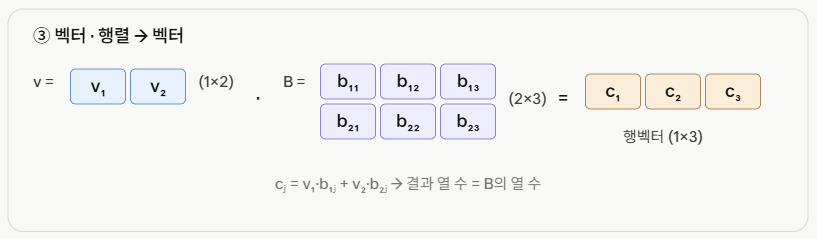 ③ 벡터 · 행렬 → 벡터
v = v₁ v₂ (1×2) · B = b₁₁ b₁₂ b₁₃ b₂₁ b₂₂ b₂₃ (2×3) = c₁ c₂ c₃
행벡터 (1×3)
cⱼ = v₁·b₁ⱼ + v₂·b₂ⱼ → 결과 열 수 = B의 열 수